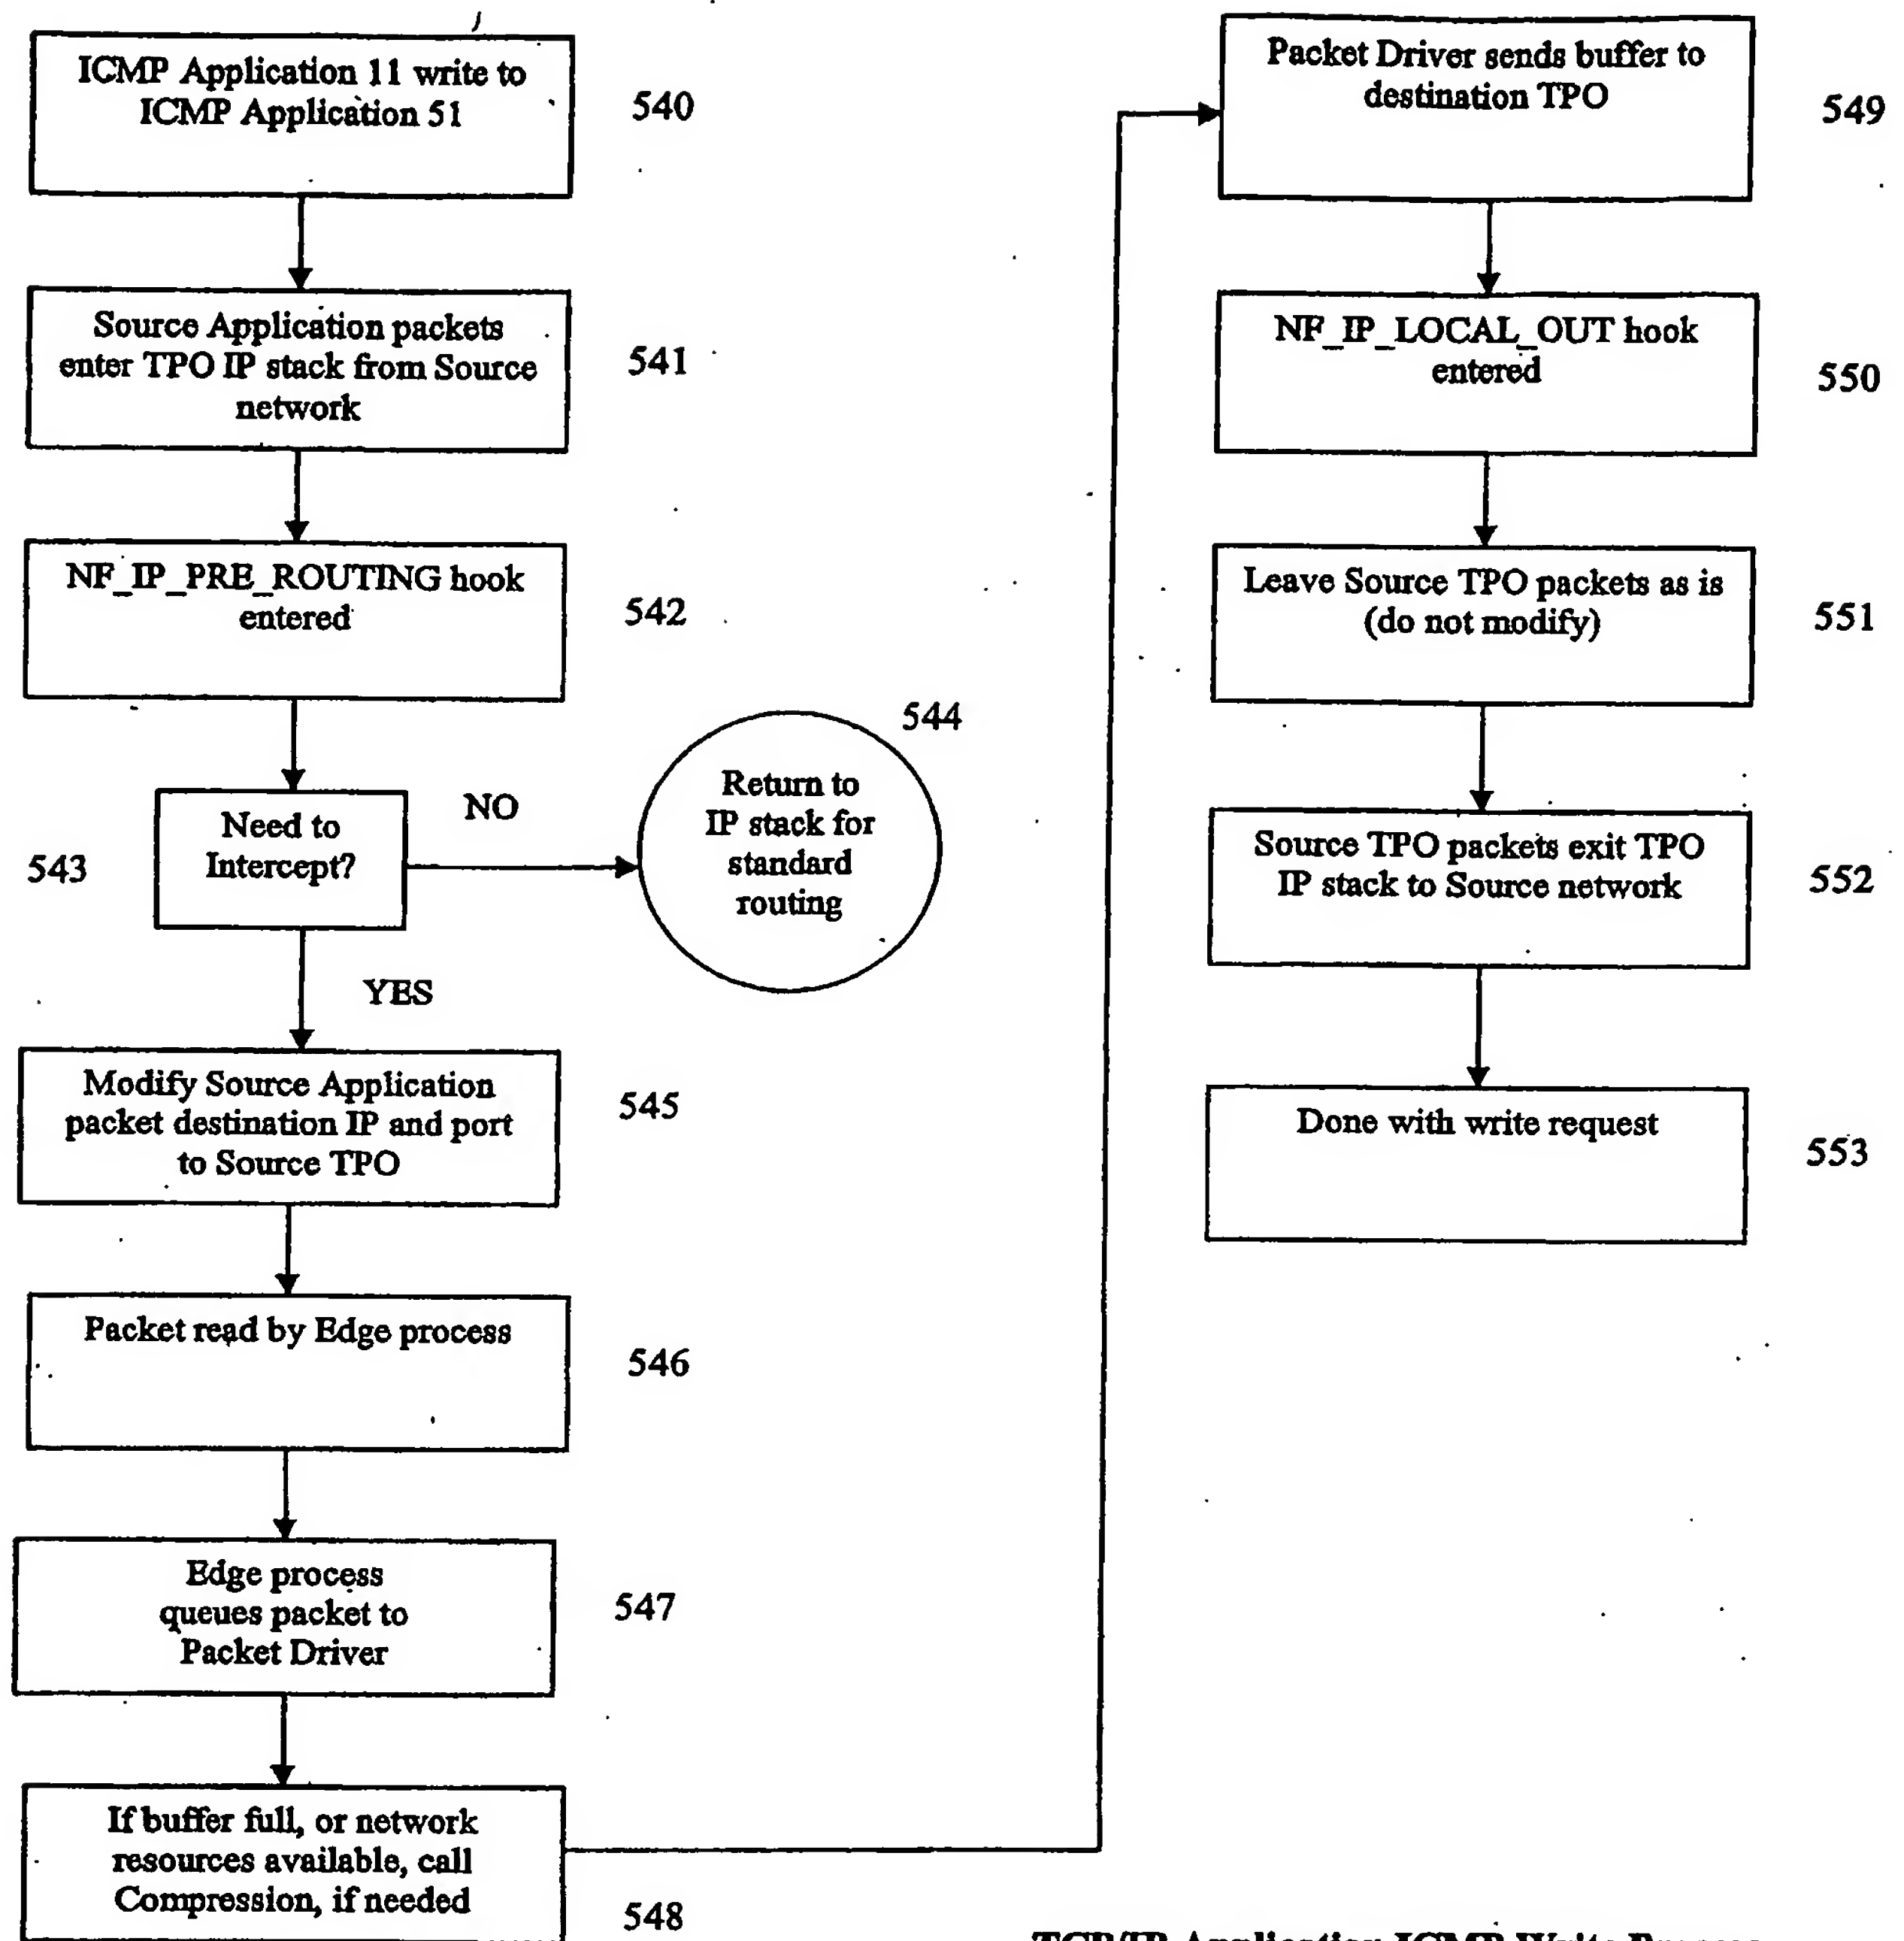 ICMP Application 11 write to
ICMP Application 51
540
Source Application packets
enter TPO IP stack from Source
network
541
NF_IP_PRE_ROUTING hook
entered
542
Need to
Intercept?
543
NO
544
Return to
IP stack for
standard
routing
YES
Modify Source Application
packet destination IP and port
to Source TPO
545
Packet read by Edge process
546
Edge process
queues packet to
Packet Driver
547
If buffer full, or network
resources available, call
Compression, if needed
548
Packet Driver sends buffer to
destination TPO
549
NF_IP_LOCAL_OUT hook
entered
550
Leave Source TPO packets as is
(do not modify)
551
Source TPO packets exit TPO
IP stack to Source network
552
Done with write request
553
TCP/IP Application ICMP Write Process